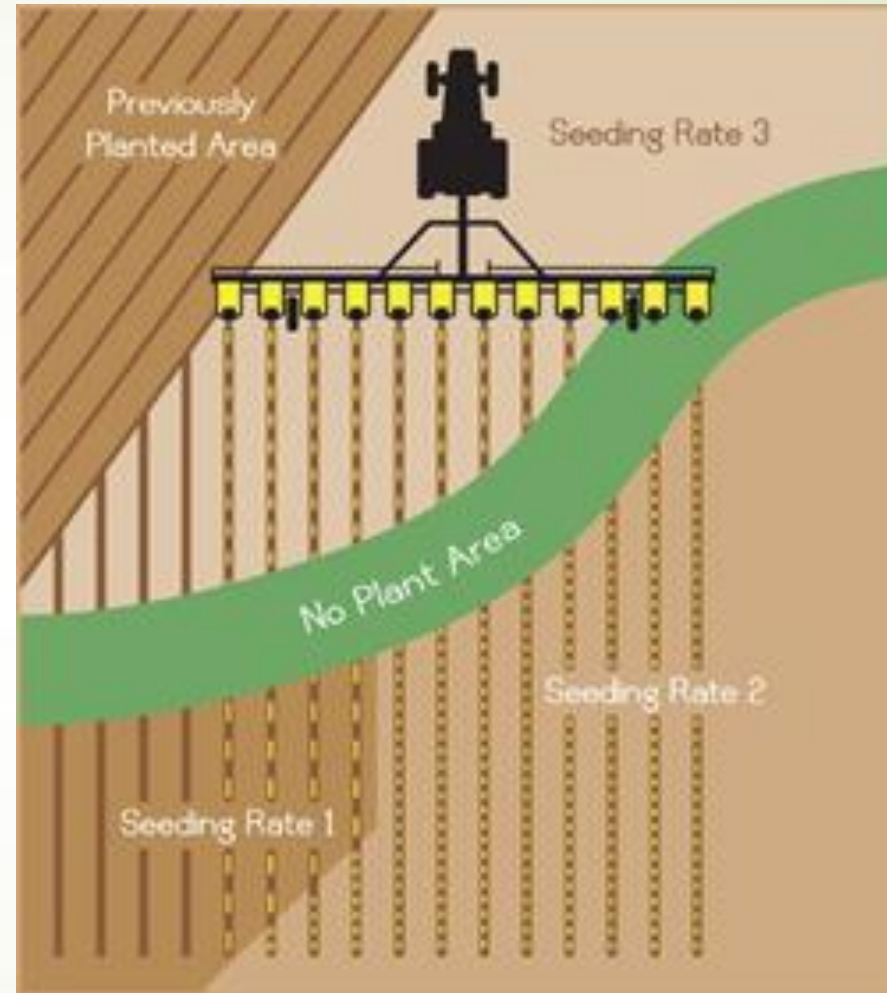 Previously
Planted Area
Seeding Rate 3
No Plant Area
Seeding Rate 2
Seeding Rate 1